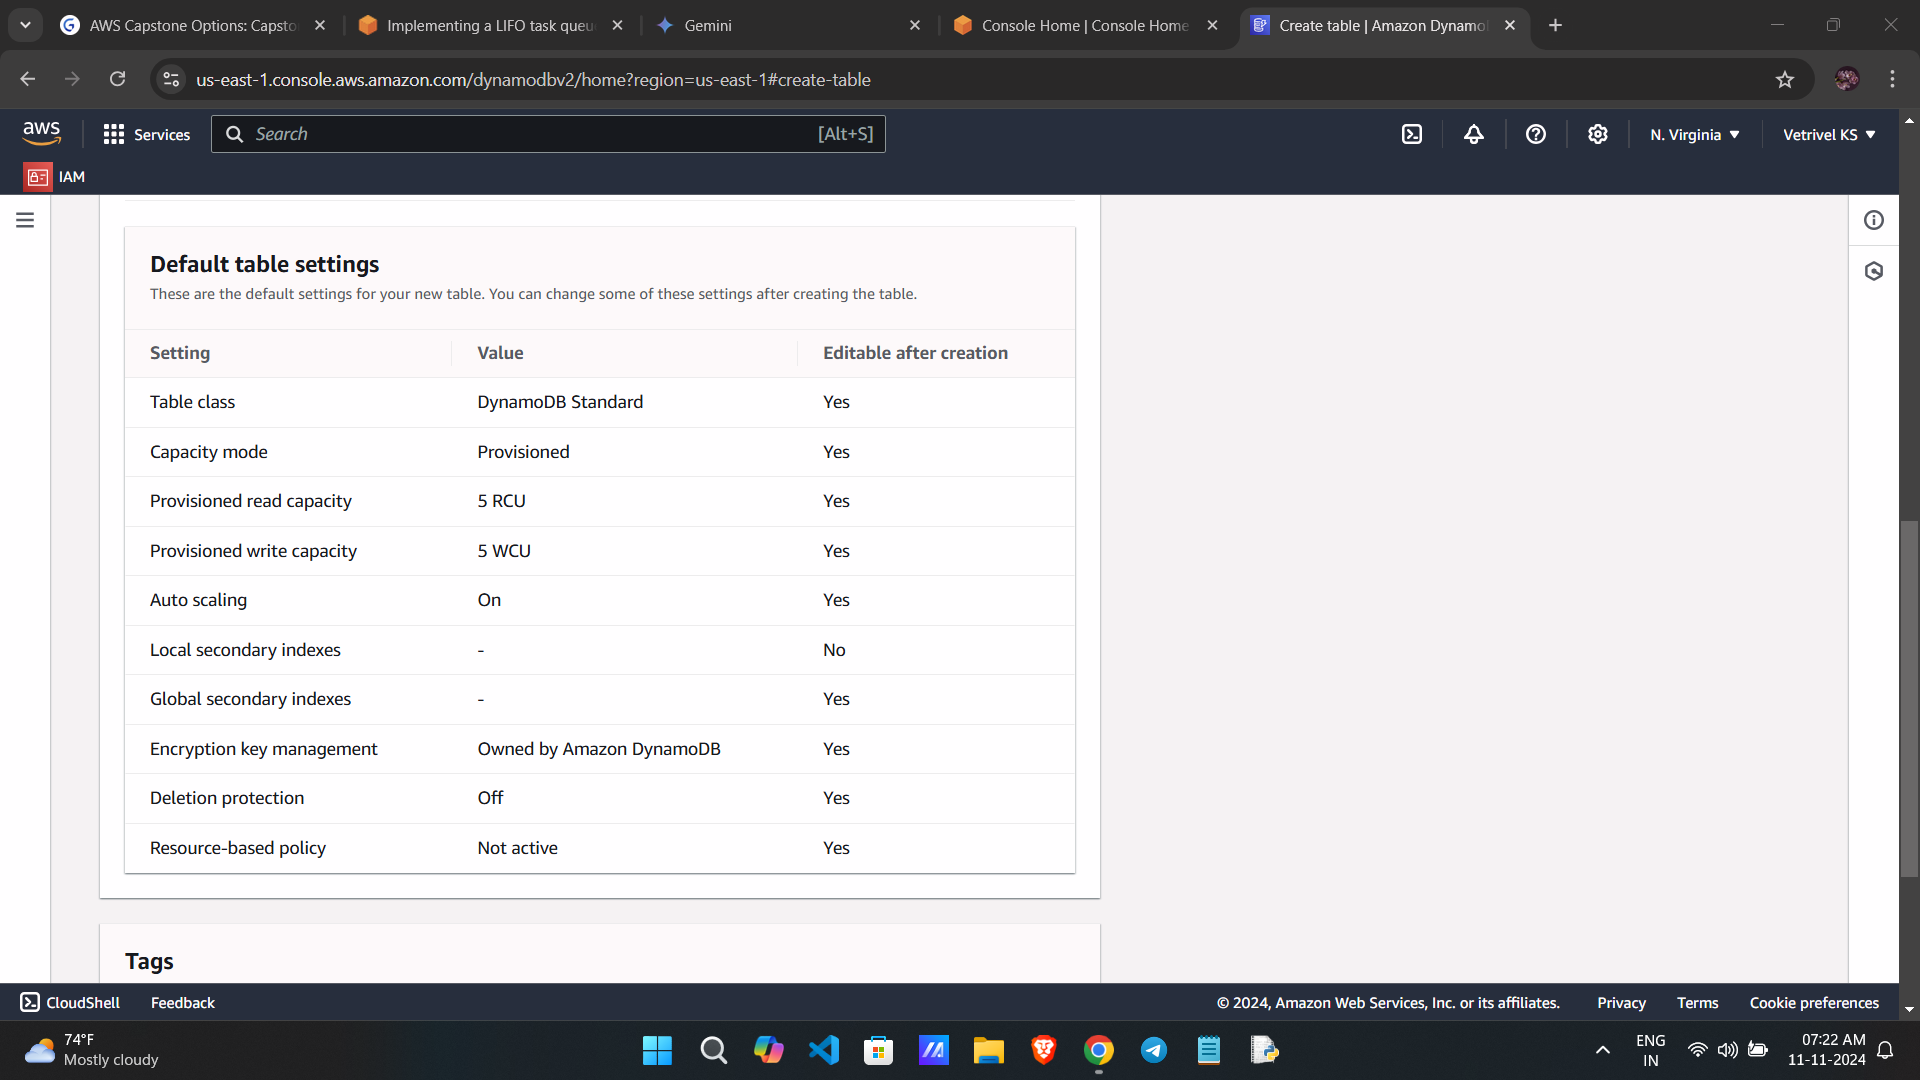 AWS Capstone Options: Capsto
Implementing a LIFO task queu
Gemini
Console Home | Console Home
Create table | Amazon Dynamo
us-east-1.console.aws.amazon.com/dynamodbv2/home?region=us-east-1#create-table
aws
Services
Search
[Alt+S]
N. Virginia
Vetrivel KS
IAM
Default table settings
These are the default settings for your new table. You can change some of these settings after creating the table.
Setting Value Editable after creation
Table class DynamoDB Standard Yes
Capacity mode Provisioned Yes
Provisioned read capacity 5 RCU Yes
Provisioned write capacity 5 WCU Yes
Auto scaling On Yes
Local secondary indexes - No
Global secondary indexes - Yes
Encryption key management Owned by Amazon DynamoDB Yes
Deletion protection Off Yes
Resource-based policy Not active Yes
Tags
CloudShell Feedback © 2024, Amazon Web Services, Inc. or its affiliates. Privacy Terms Cookie preferences
74°F
Mostly cloudy
ENG
IN
07:22 AM
11-11-2024